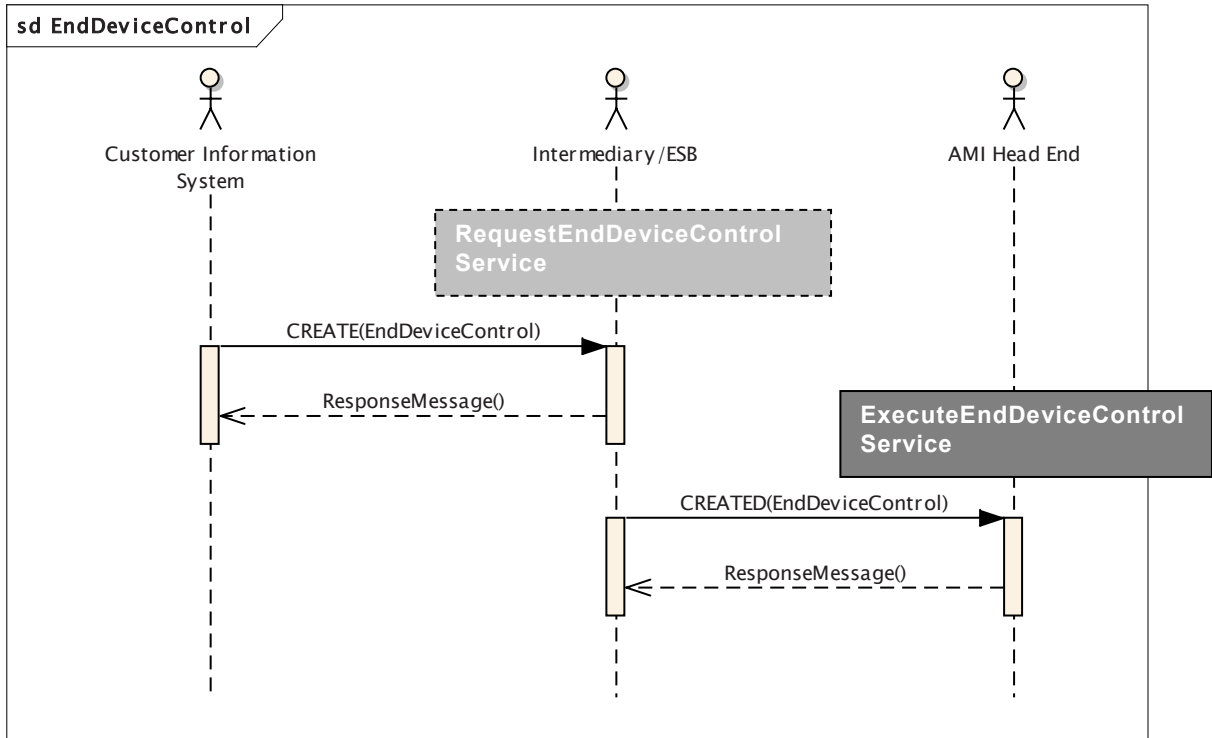 sd EndDeviceControl
Customer Information
System
Intermediary/ESB
AMI Head End
RequestEndDeviceControl
Service
CREATE(EndDeviceControl)
ResponseMessage()
ExecuteEndDeviceControl
Service
CREATED(EndDeviceControl)
ResponseMessage()